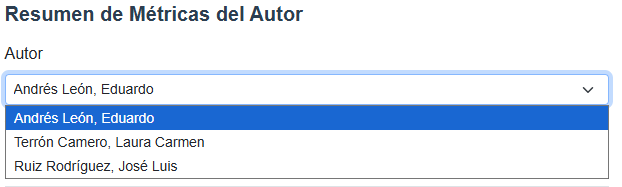 Resumen de Métricas del Autor
Autor
Andrés León, Eduardo
Andrés León, Eduardo
Terrón Camero, Laura Carmen
Ruiz Rodríguez, José Luis